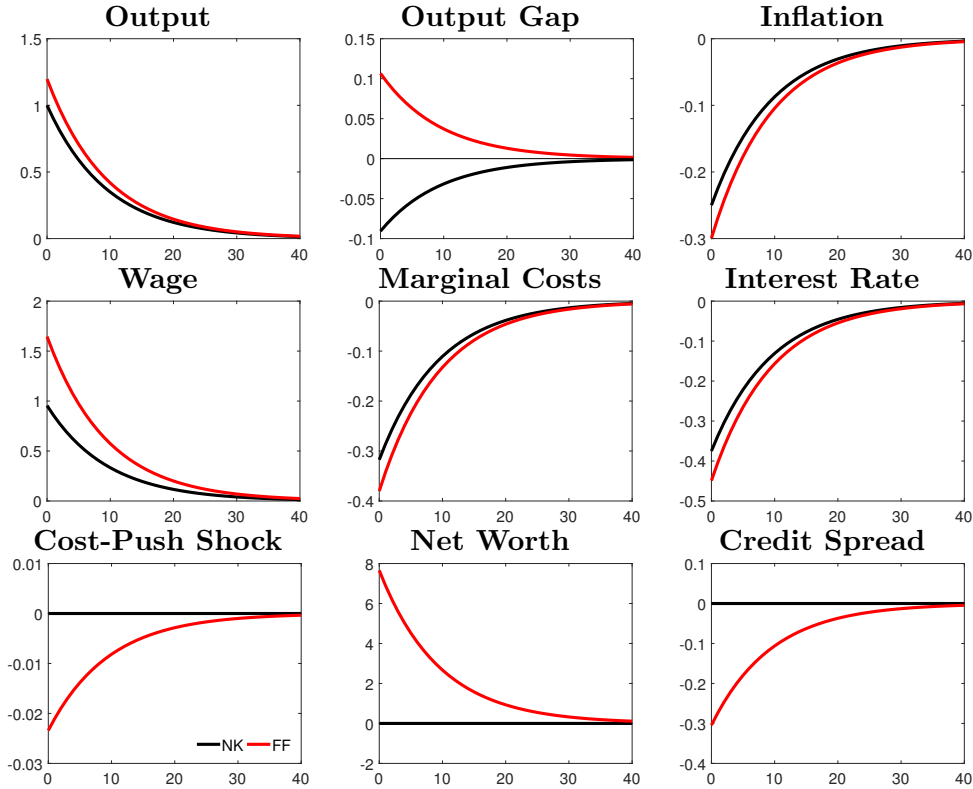 Output
1.5
1
0.5
0
0 10 20 30 40
Output Gap
0.15
0.1
0.05
0
-0.05
-0.1
0 10 20 30 40
Inflation
0
-0.1
-0.2
-0.3
0 10 20 30 40
Wage
2
1.5
1
0.5
0
0 10 20 30 40
Marginal Costs
0
-0.1
-0.2
-0.3
-0.4
0 10 20 30 40
Interest Rate
0
-0.1
-0.2
-0.3
-0.4
-0.5
0 10 20 30 40
Cost-Push Shock
0.01
0
-0.01
-0.02
-0.03
NK FF
0 10 20 30 40
Net Worth
8
6
4
2
0
-2
0 10 20 30 40
Credit Spread
0.1
0
-0.1
-0.2
-0.3
-0.4
0 10 20 30 40